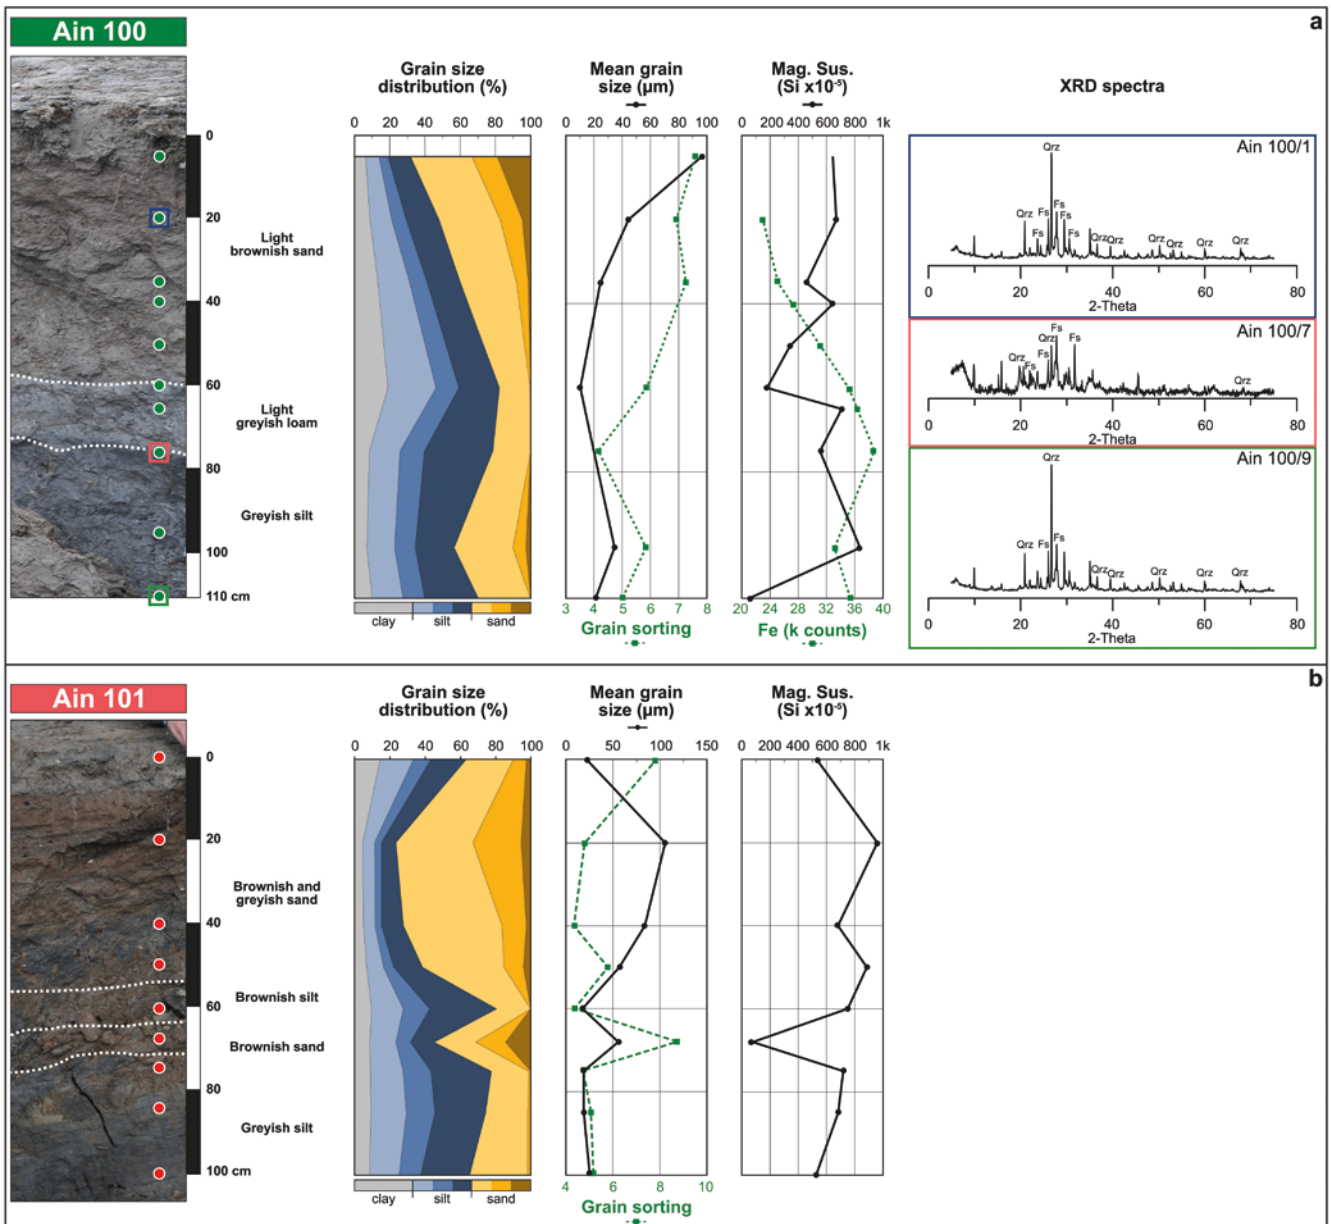 a
Ain 100
Grain size
distribution (%)
Mean grain
size (µm)
Mag. Sus.
(Si x10⁻⁵)
XRD spectra
0 20 40 60 80 100
0 20 40 60 80 100
0 200 400 600 800 1k
0
20
40
60
80
100
110 cm
Light
brownish sand
Light
greyish loam
Greyish silt
clay silt sand
3 4 5 6 7 8
Grain sorting
20 24 28 32 36 40
Fe (k counts)
Ain 100/1
Qrz
Qrz Fs Fs Fs Fs Fs Qrz Qrz Qrz Qrz Qrz Qrz
0 20 40 60 80
2-Theta
Ain 100/7
Fs
Qrz Fs Fs Qrz Fs Qrz
0 20 40 60 80
2-Theta
Ain 100/9
Qrz
Qrz Fs Fs Qrz Qrz Qrz Qrz Qrz
0 20 40 60 80
2-Theta
b
Ain 101
Grain size
distribution (%)
Mean grain
size (µm)
Mag. Sus.
(Si x10⁻⁵)
0 20 40 60 80 100
0 50 100 150
0 200 400 600 800 1k
0
20
40
60
80
100 cm
Brownish and
greyish sand
Brownish silt
Brownish sand
Greyish silt
clay silt sand
4 6 8 10
Grain sorting